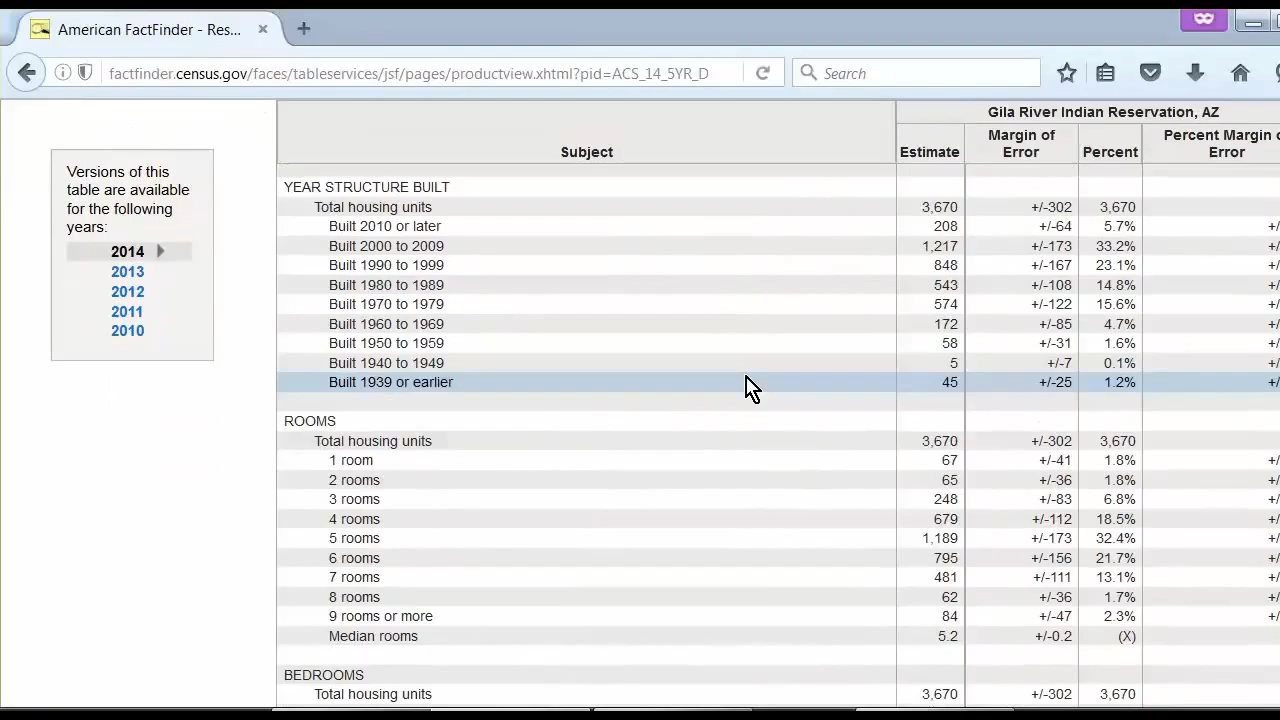 American FactFinder - Res...
factfinder.census.gov/faces/tableservices/jsf/pages/productview.xhtml?pid=ACS_14_5YR_D
Search
Versions of this
table are available
for the following
years:
2014
2013
2012
2011
2010
Gila River Indian Reservation, AZ
Subject Estimate Margin of Error Percent Percent Margin of Error
YEAR STRUCTURE BUILT
Total housing units 3,670 +/-302 3,670
Built 2010 or later 208 +/-64 5.7% +/
Built 2000 to 2009 1,217 +/-173 33.2% +/
Built 1990 to 1999 848 +/-167 23.1% +/
Built 1980 to 1989 543 +/-108 14.8% +/
Built 1970 to 1979 574 +/-122 15.6% +/
Built 1960 to 1969 172 +/-85 4.7% +/
Built 1950 to 1959 58 +/-31 1.6% +/
Built 1940 to 1949 5 +/-7 0.1% +/
Built 1939 or earlier 45 +/-25 1.2% +/
ROOMS
Total housing units 3,670 +/-302 3,670
1 room 67 +/-41 1.8% +/
2 rooms 65 +/-36 1.8% +/
3 rooms 248 +/-83 6.8% +/
4 rooms 679 +/-112 18.5% +/
5 rooms 1,189 +/-173 32.4% +/
6 rooms 795 +/-156 21.7% +/
7 rooms 481 +/-111 13.1% +/
8 rooms 62 +/-36 1.7% +/
9 rooms or more 84 +/-47 2.3% +/
Median rooms 5.2 +/-0.2 (X)
BEDROOMS
Total housing units 3,670 +/-302 3,670